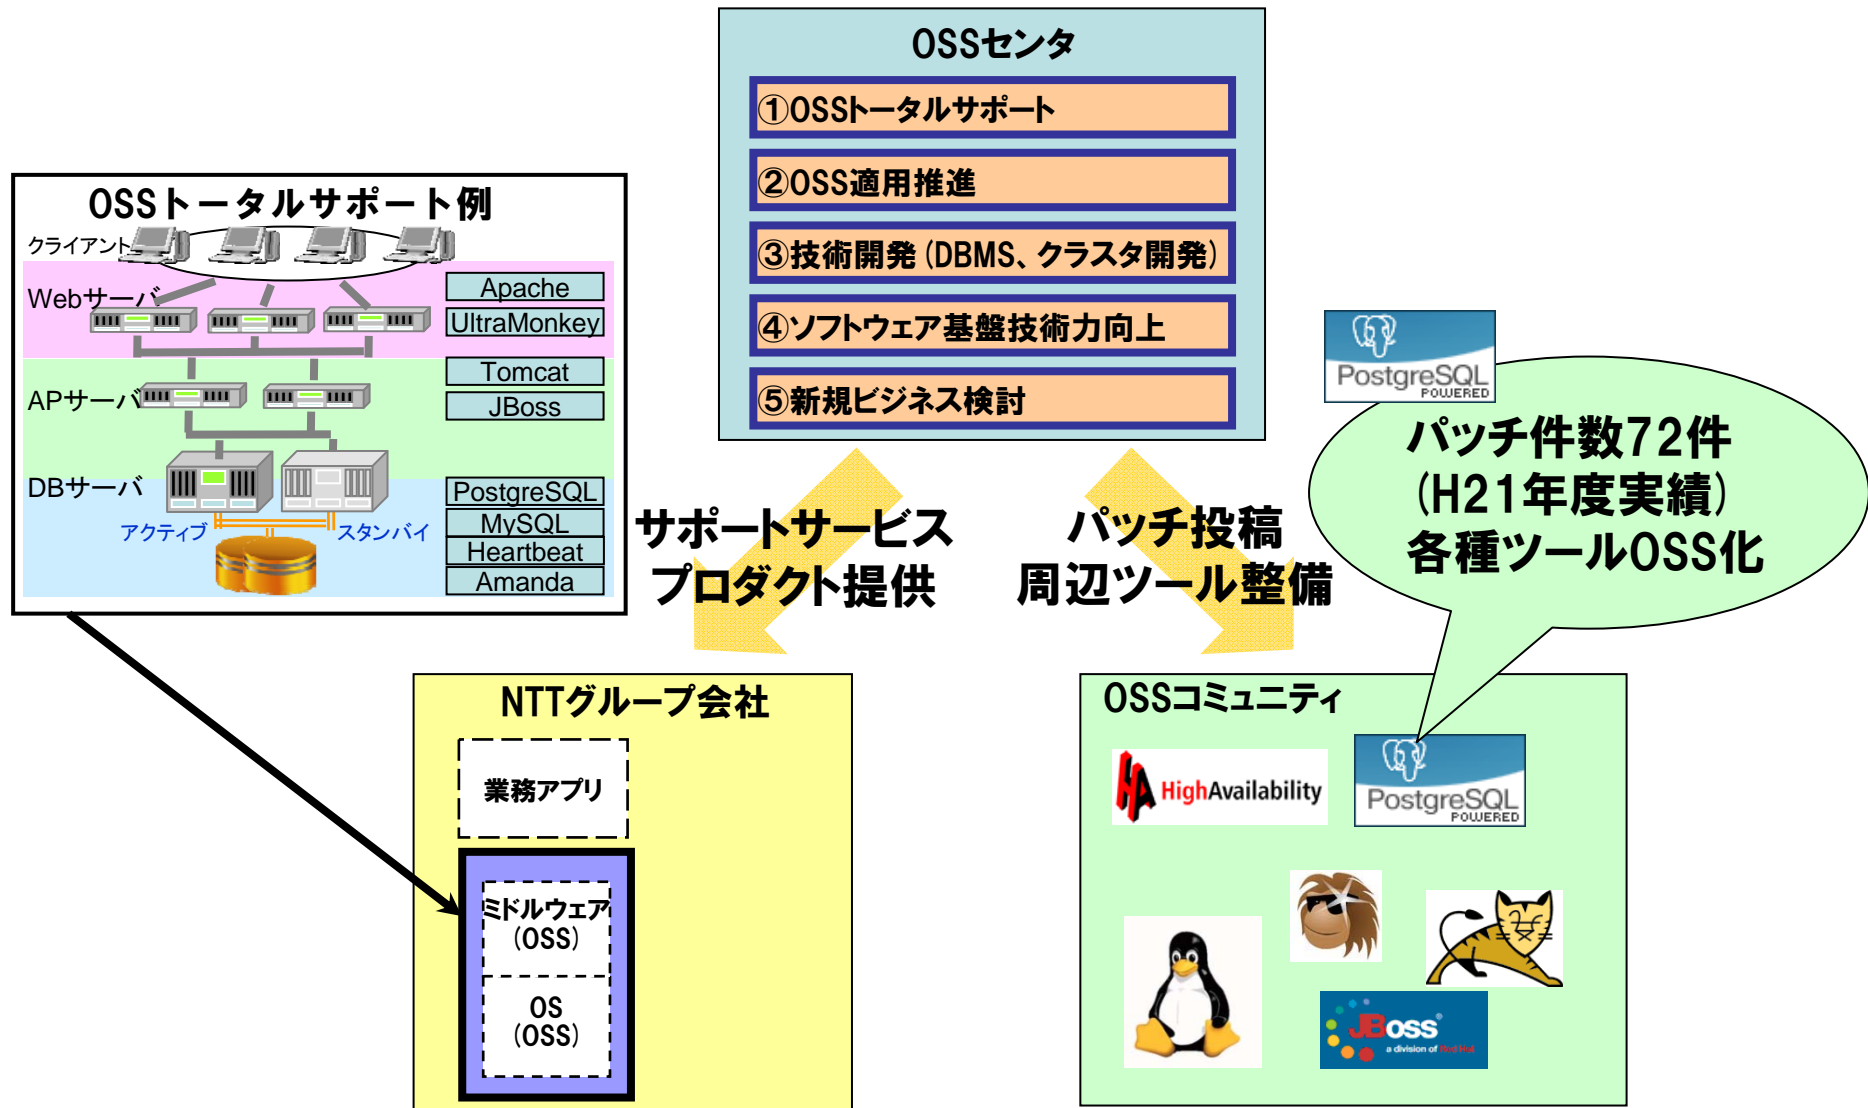 OSSセンタ
①OSSトータルサポート
②OSS適用推進
③技術開発(DBMS、クラスタ開発)
④ソフトウェア基盤技術力向上
⑤新規ビジネス検討
OSSトータルサポート例
クライアント
Webサーバ
Apache
UltraMonkey
APサーバ
Tomcat
JBoss
DBサーバ
PostgreSQL
MySQL
Heartbeat
Amanda
アクティブ
スタンバイ
サポートサービス
プロダクト提供
パッチ投稿
周辺ツール整備
PostgreSQL
POWERED
パッチ件数72件
(H21年度実績)
各種ツールOSS化
NTTグループ会社
業務アプリ
ミドルウェア
(OSS)
OS
(OSS)
OSSコミュニティ
HA HighAvailability
PostgreSQL
POWERED
JBoss
a division of Red Hat